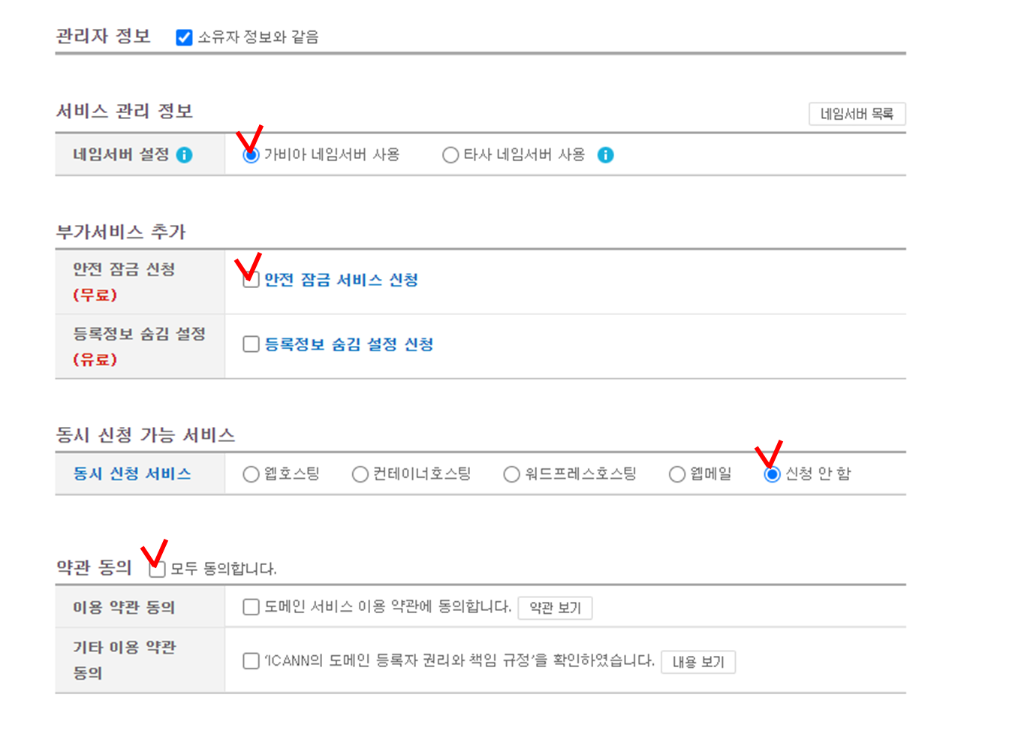 관리자 정보 소유자 정보와 같음
서비스 관리 정보 네임서버 목록
네임서버 설정 가비아 네임서버 사용 타사 네임서버 사용
부가서비스 추가
안전 잠금 신청
(무료)
안전 잠금 서비스 신청
등록정보 숨김 설정
(유료)
등록정보 숨김 설정 신청
동시 신청 가능 서비스
동시 신청 서비스 웹호스팅 컨테이너호스팅 워드프레스호스팅 웹메일 신청 안 함
약관 동의 모두 동의합니다.
이용 약관 동의 도메인 서비스 이용 약관에 동의합니다. 약관 보기
기타 이용 약관
동의
'ICANN의 도메인 등록자 권리와 책임 규정'을 확인하였습니다. 내용 보기